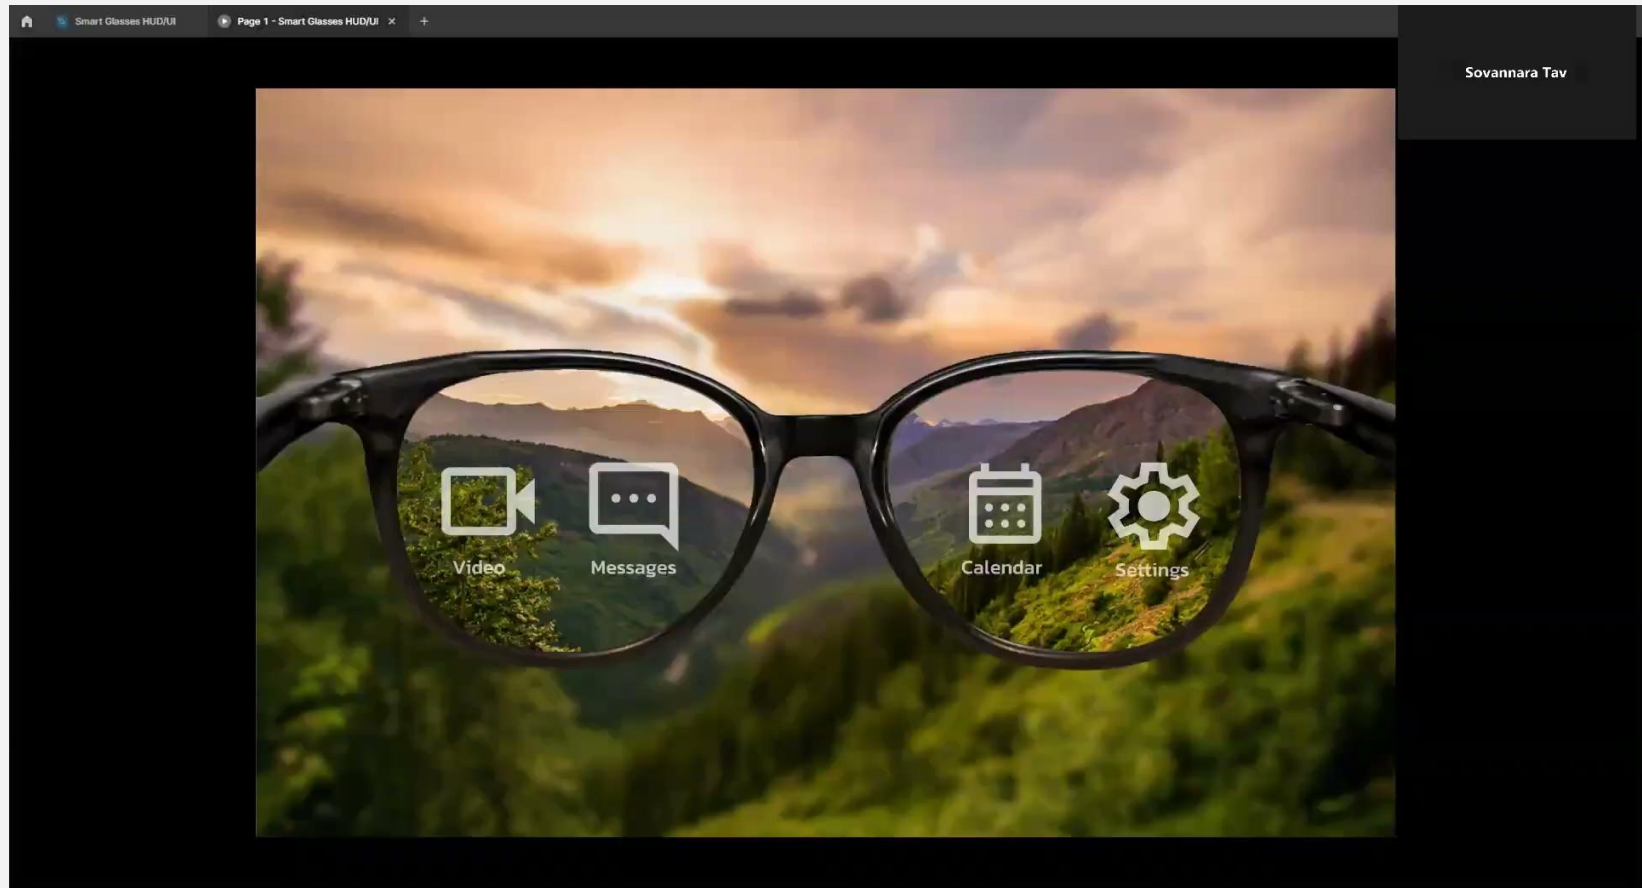 Smart Glasses HUD/UI
Page 1 - Smart Glasses HUD/UI
Sovannara Tav
Video
Messages
Calendar
Settings